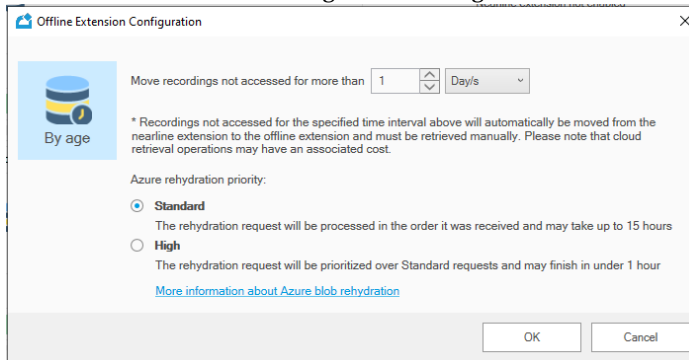 Nearline extension not enabled
Offline Extension Configuration
By age
Move recordings not accessed for more than 1 Day/s
* Recordings not accessed for the specified time interval above will automatically be moved from the
nearline extension to the offline extension and must be retrieved manually. Please note that cloud
retrieval operations may have an associated cost.
Azure rehydration priority:
Standard
The rehydration request will be processed in the order it was received and may take up to 15 hours
High
The rehydration request will be prioritized over Standard requests and may finish in under 1 hour
More information about Azure blob rehydration
OK
Cancel